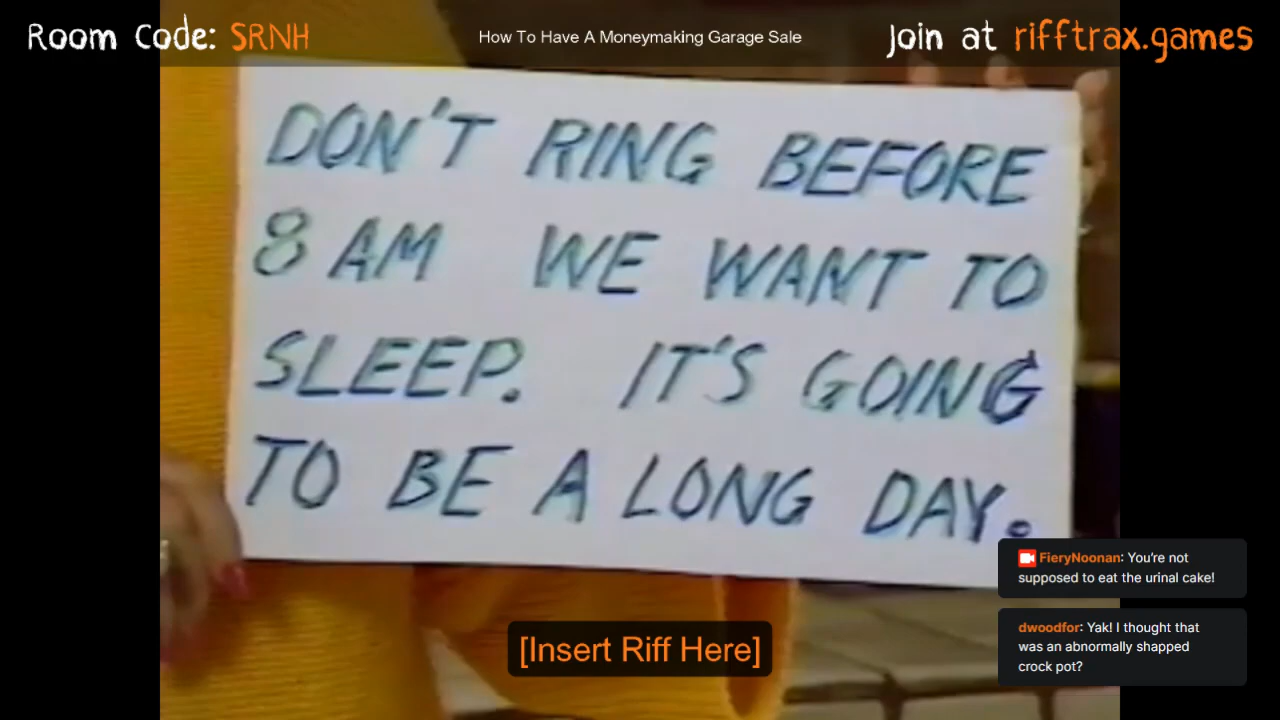 Room Code: SRNH
How To Have A Moneymaking Garage Sale
Join at rifftrax.games
DON'T RING BEFORE
8 AM WE WANT TO
SLEEP. IT'S GOING
TO BE A LONG DAY.
[Insert Riff Here]
FieryNoonan: You're not
supposed to eat the urinal cake!
dwoodfor: Yak! I thought that
was an abnormally shapped
crock pot?